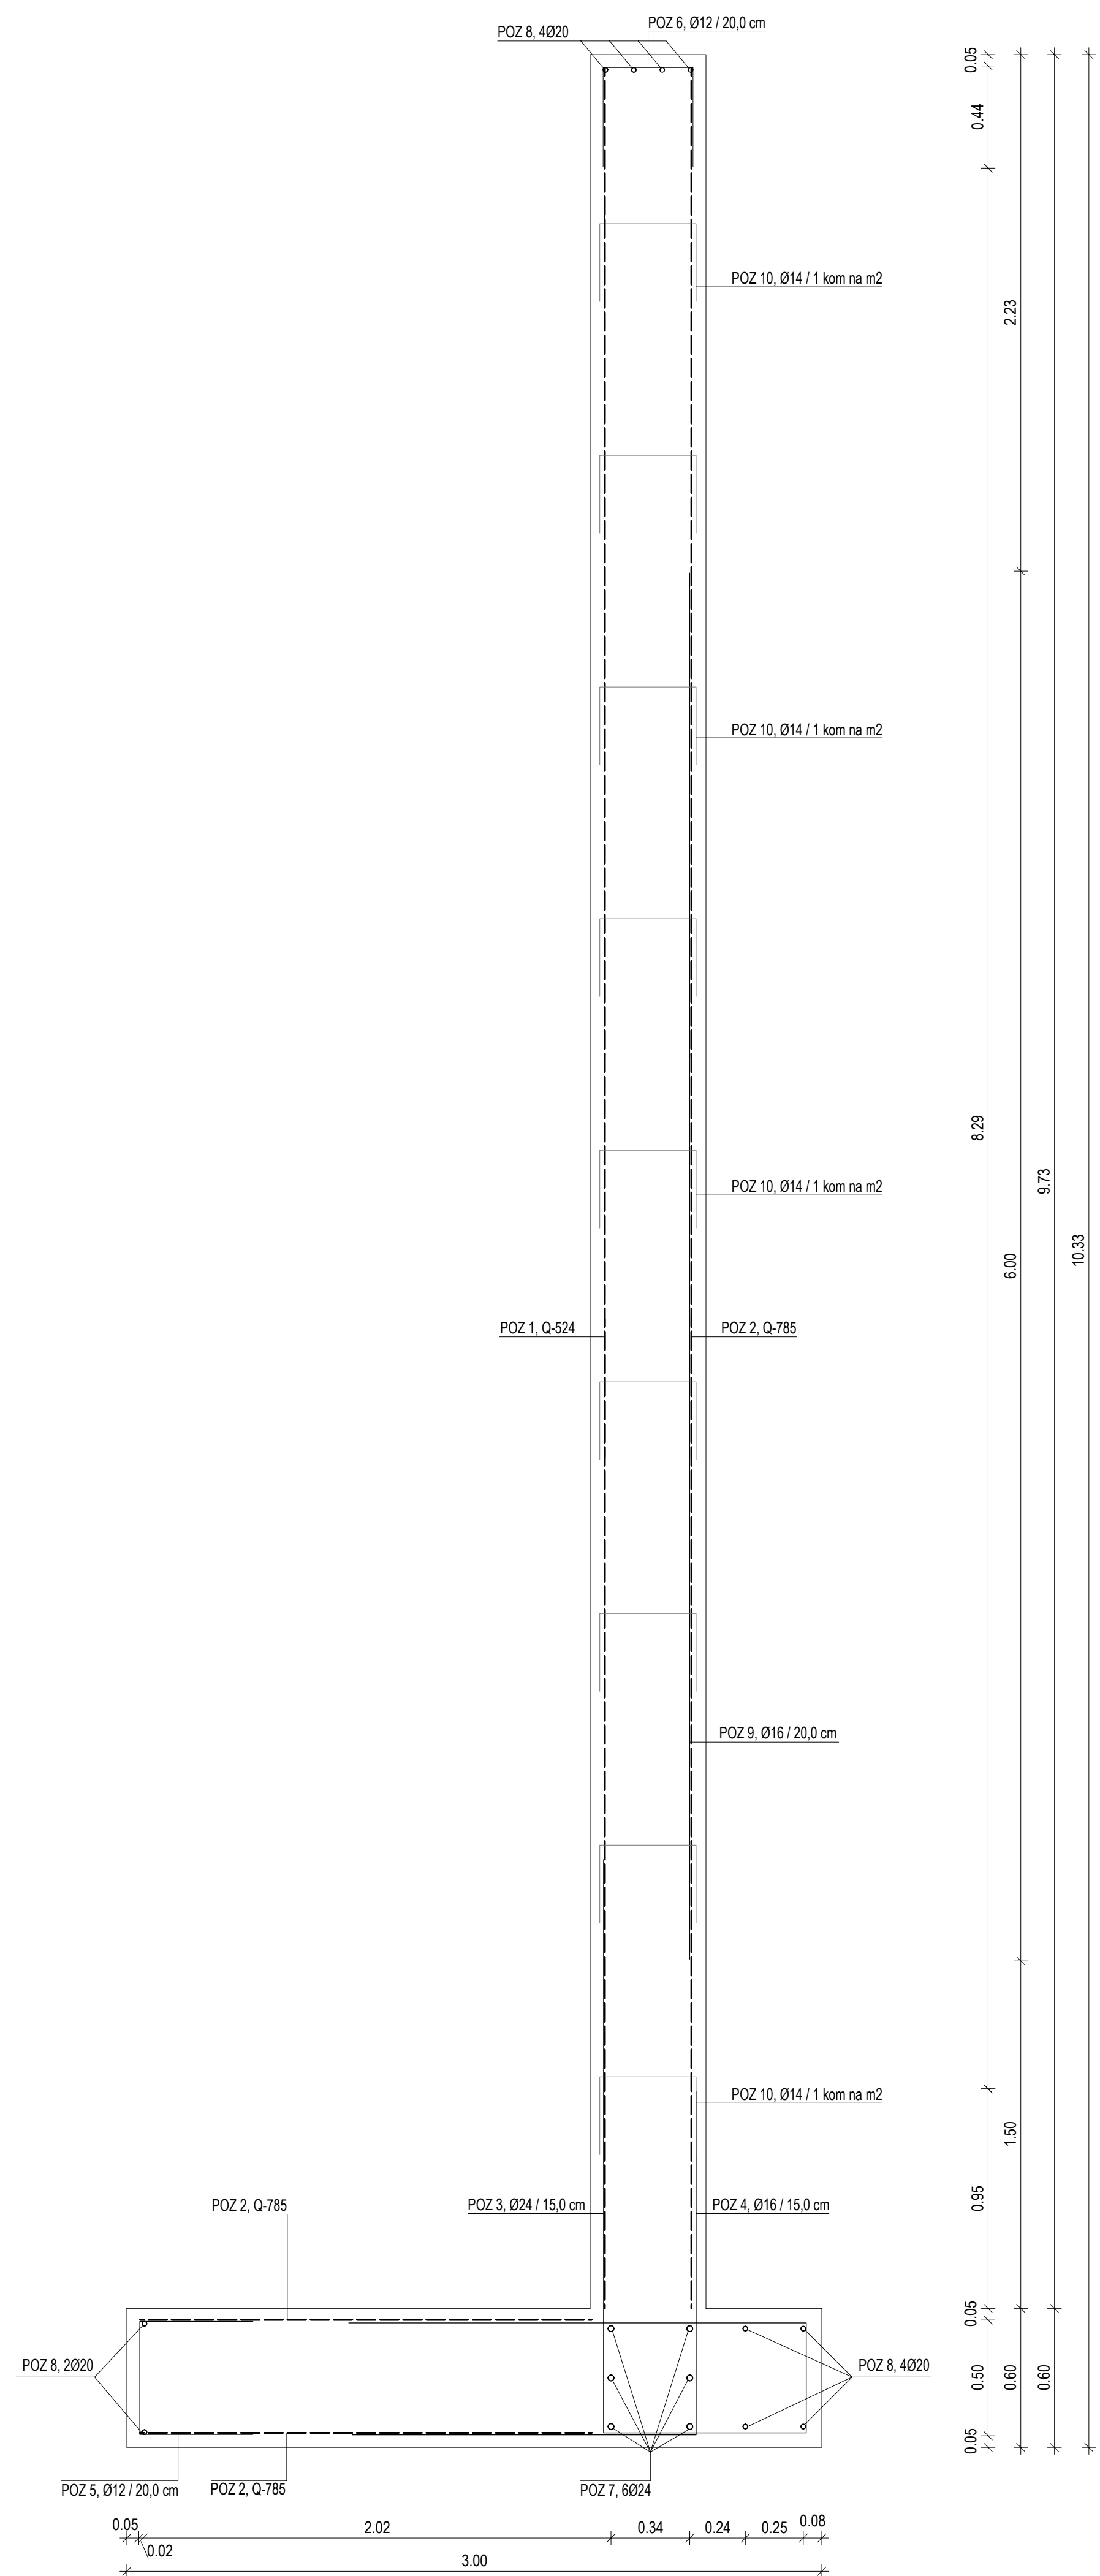 POZ 6, Ø12 / 20,0 cm
POZ 8, 4Ø20
0.05
0.44
POZ 10, Ø14 / 1 kom na m2
2.23
POZ 10, Ø14 / 1 kom na m2
8.29
9.73
POZ 10, Ø14 / 1 kom na m2
10.33
6.00
POZ 1, Q-524
POZ 2, Q-785
POZ 9, Ø16 / 20,0 cm
POZ 10, Ø14 / 1 kom na m2
1.50
0.95
POZ 2, Q-785
POZ 3, Ø24 / 15,0 cm
POZ 4, Ø16 / 15,0 cm
0.05
POZ 8, 2Ø20
POZ 8, 4Ø20
0.50
0.60
0.60
0.05
POZ 5, Ø12 / 20,0 cm
POZ 2, Q-785
POZ 7, 6Ø24
0.05
0.02
2.02
0.34
0.24
0.25
0.08
3.00